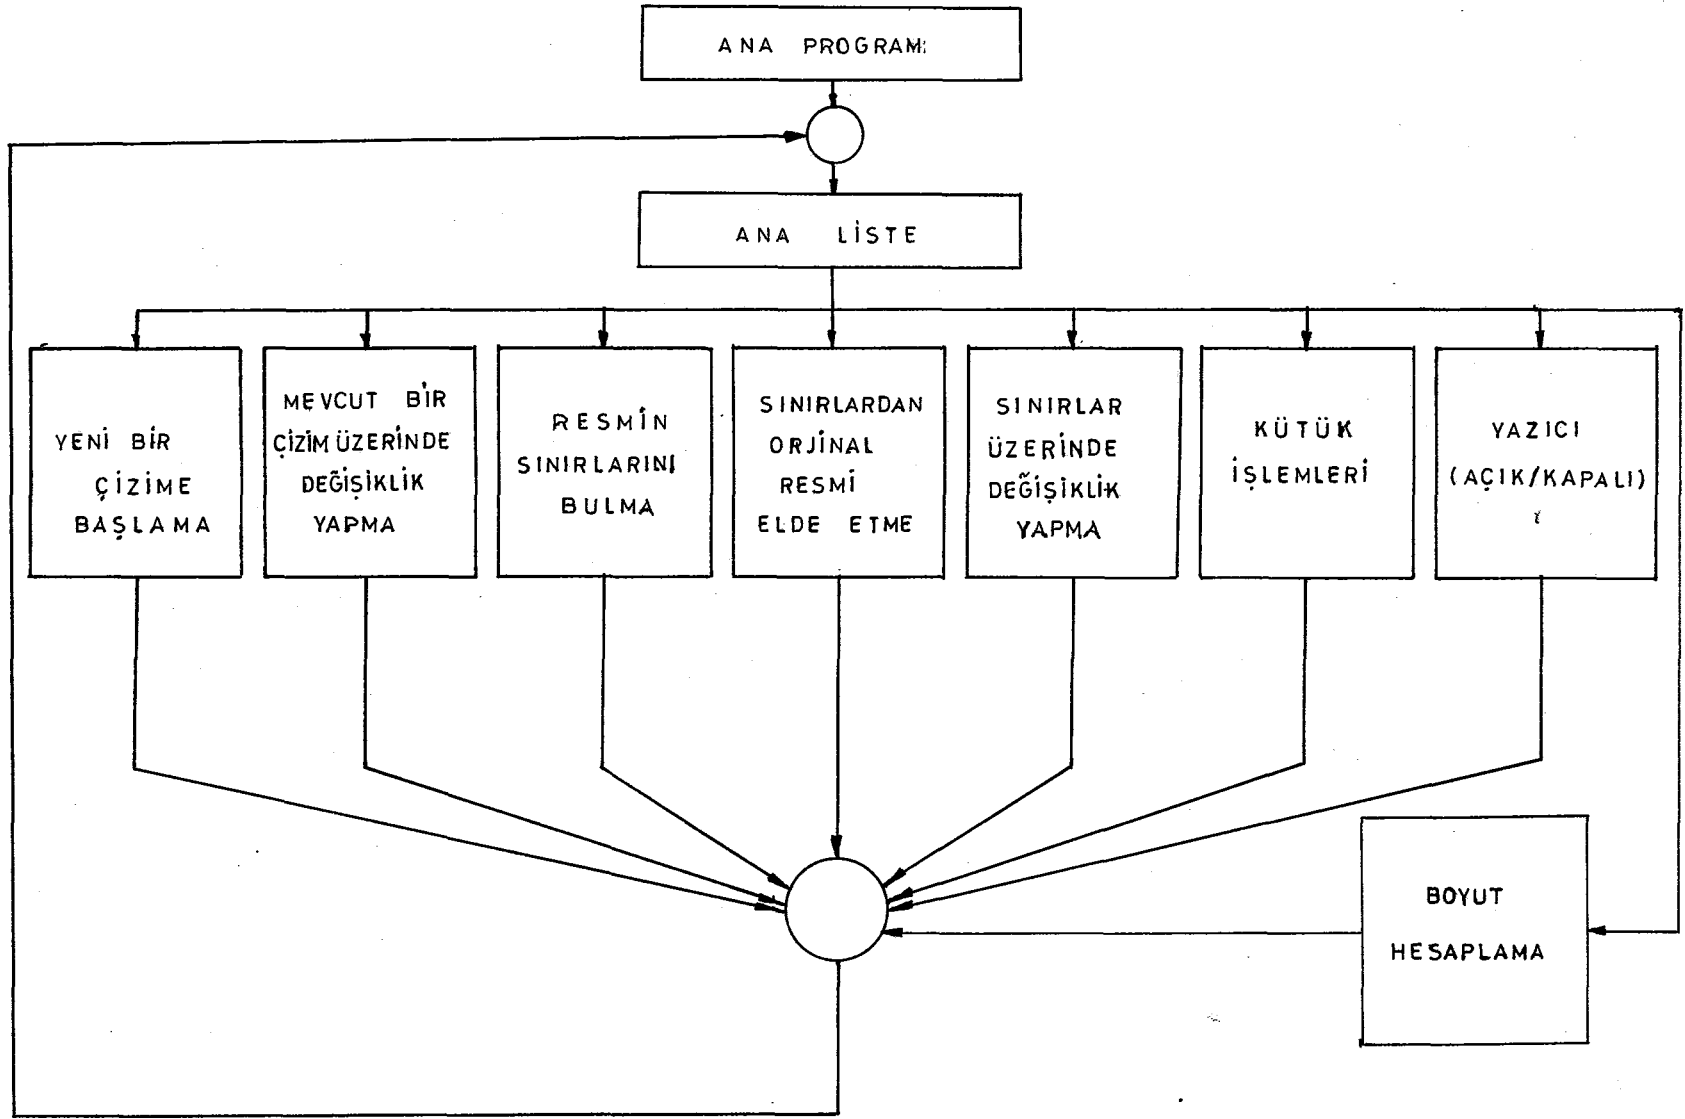 ANA PROGRAM
ANA LİSTE
YENİ BİR
ÇİZİME
BAŞLAMA
MEVCUT BİR
ÇİZİM ÜZERİNDE
DEĞİŞİKLİK
YAPMA
RESMİN
SINIRLARINI
BULMA
SINIRLARDAN
ORJİNAL
RESMİ
ELDE ETME
SINIRLAR
ÜZERİNDE
DEĞİŞİKLİK
YAPMA
KÜTÜK
İŞLEMLERİ
YAZICI
(AÇIK/KAPALI)
BOYUT
HESAPLAMA